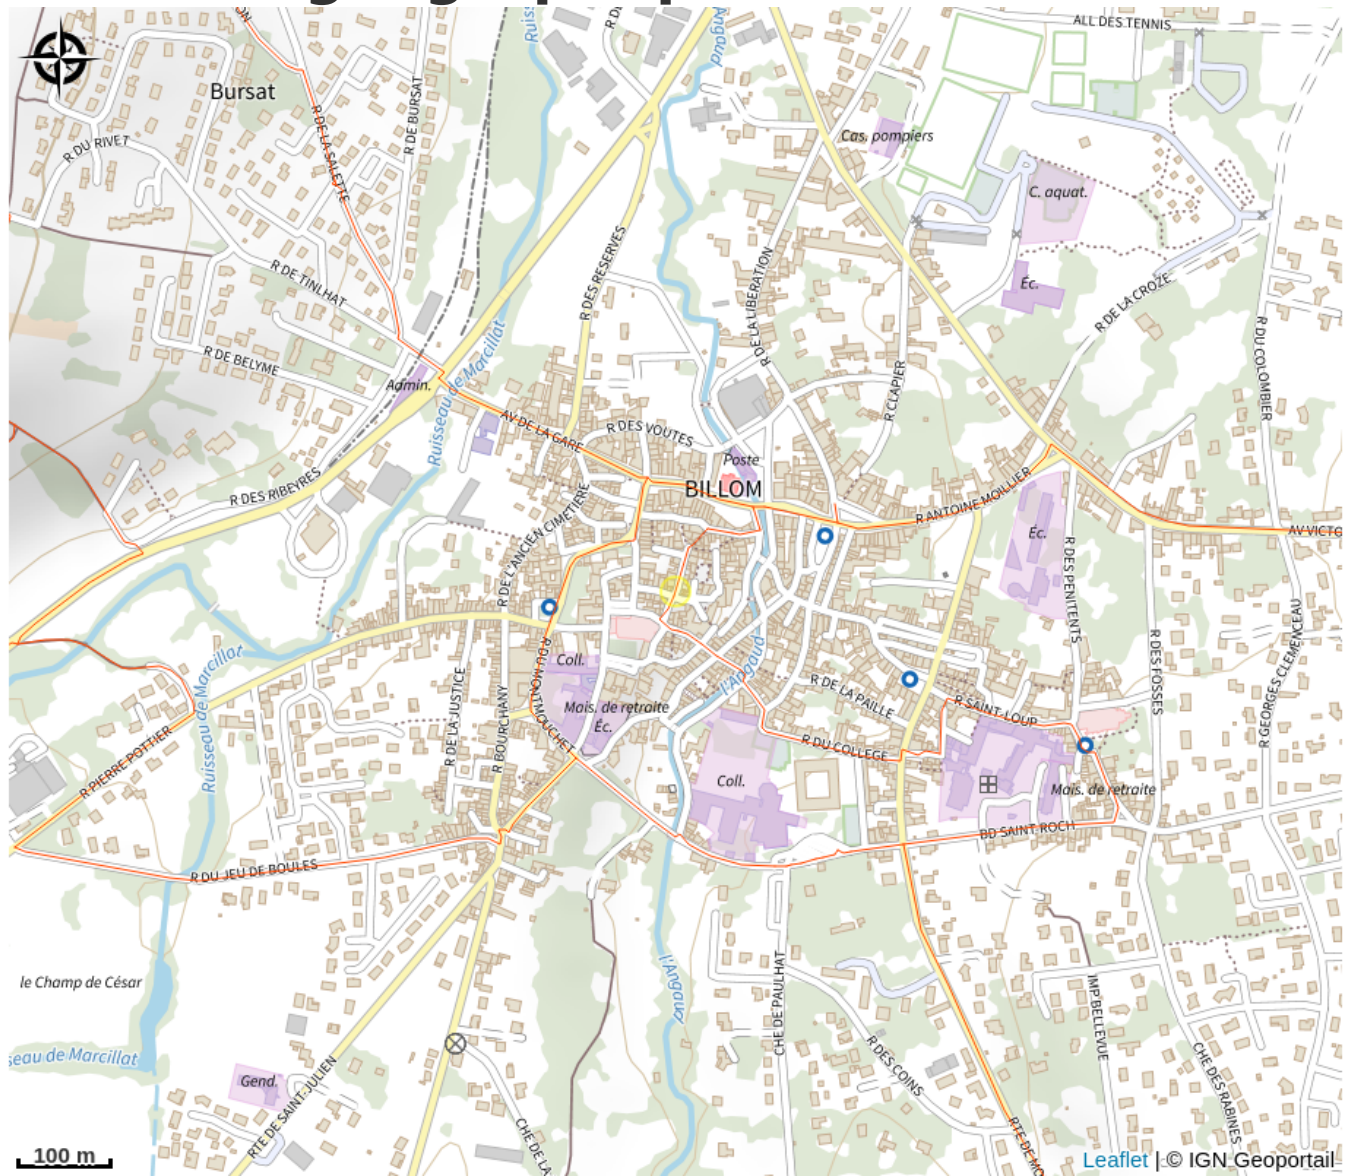 ALL DES TENNIS
Bursat
R DE BURSAT
R DU RIVET
R DE LA SALETTE
Cas. pompiers
C. aquat.
Éc.
R DE TINLHAT
R DES RESERVES
R DE LA LIBERATION
R DE LA CROZE
R DU COLOMBIER
R DE BELYME
Admin.
Ruisseau de Marcillat
R CLAPIER
AV DE LA GARE
R DES VOUTES
Poste
BILLOM
R DES RIBEYRES
R ANTOINE MOILLIER
AV VICTO
R DE L'ANCIEN CIMETIERE
Éc.
R DES PENITENTS
R GEORGES CLEMENCEAU
R DES FOSSES
R DU MONTMOUCHET
Coll.
l'Angaud
Ruisseau de Marcillat
R DE LA JUSTICE
R BOURCHANY
Mais. de retraite
Éc.
R DE LA PAILLE
R SAINT-LOUP
R PIERRE POTTIER
R DU COLLEGE
Coll.
Mais. de retraite
BD SAINT ROCH
R DU JEU DE BOULES
le Champ de César
l'Angaud
CHE DE PAULHAT
IMP BELLEVUE
seau de Marcillat
R DES COINS
CHE DES RABINES
Gend.
RTE DE SAINT-JULIEN
CHE DE LA
RTE DE MO
100 m
Leaflet | © IGN Geoportail